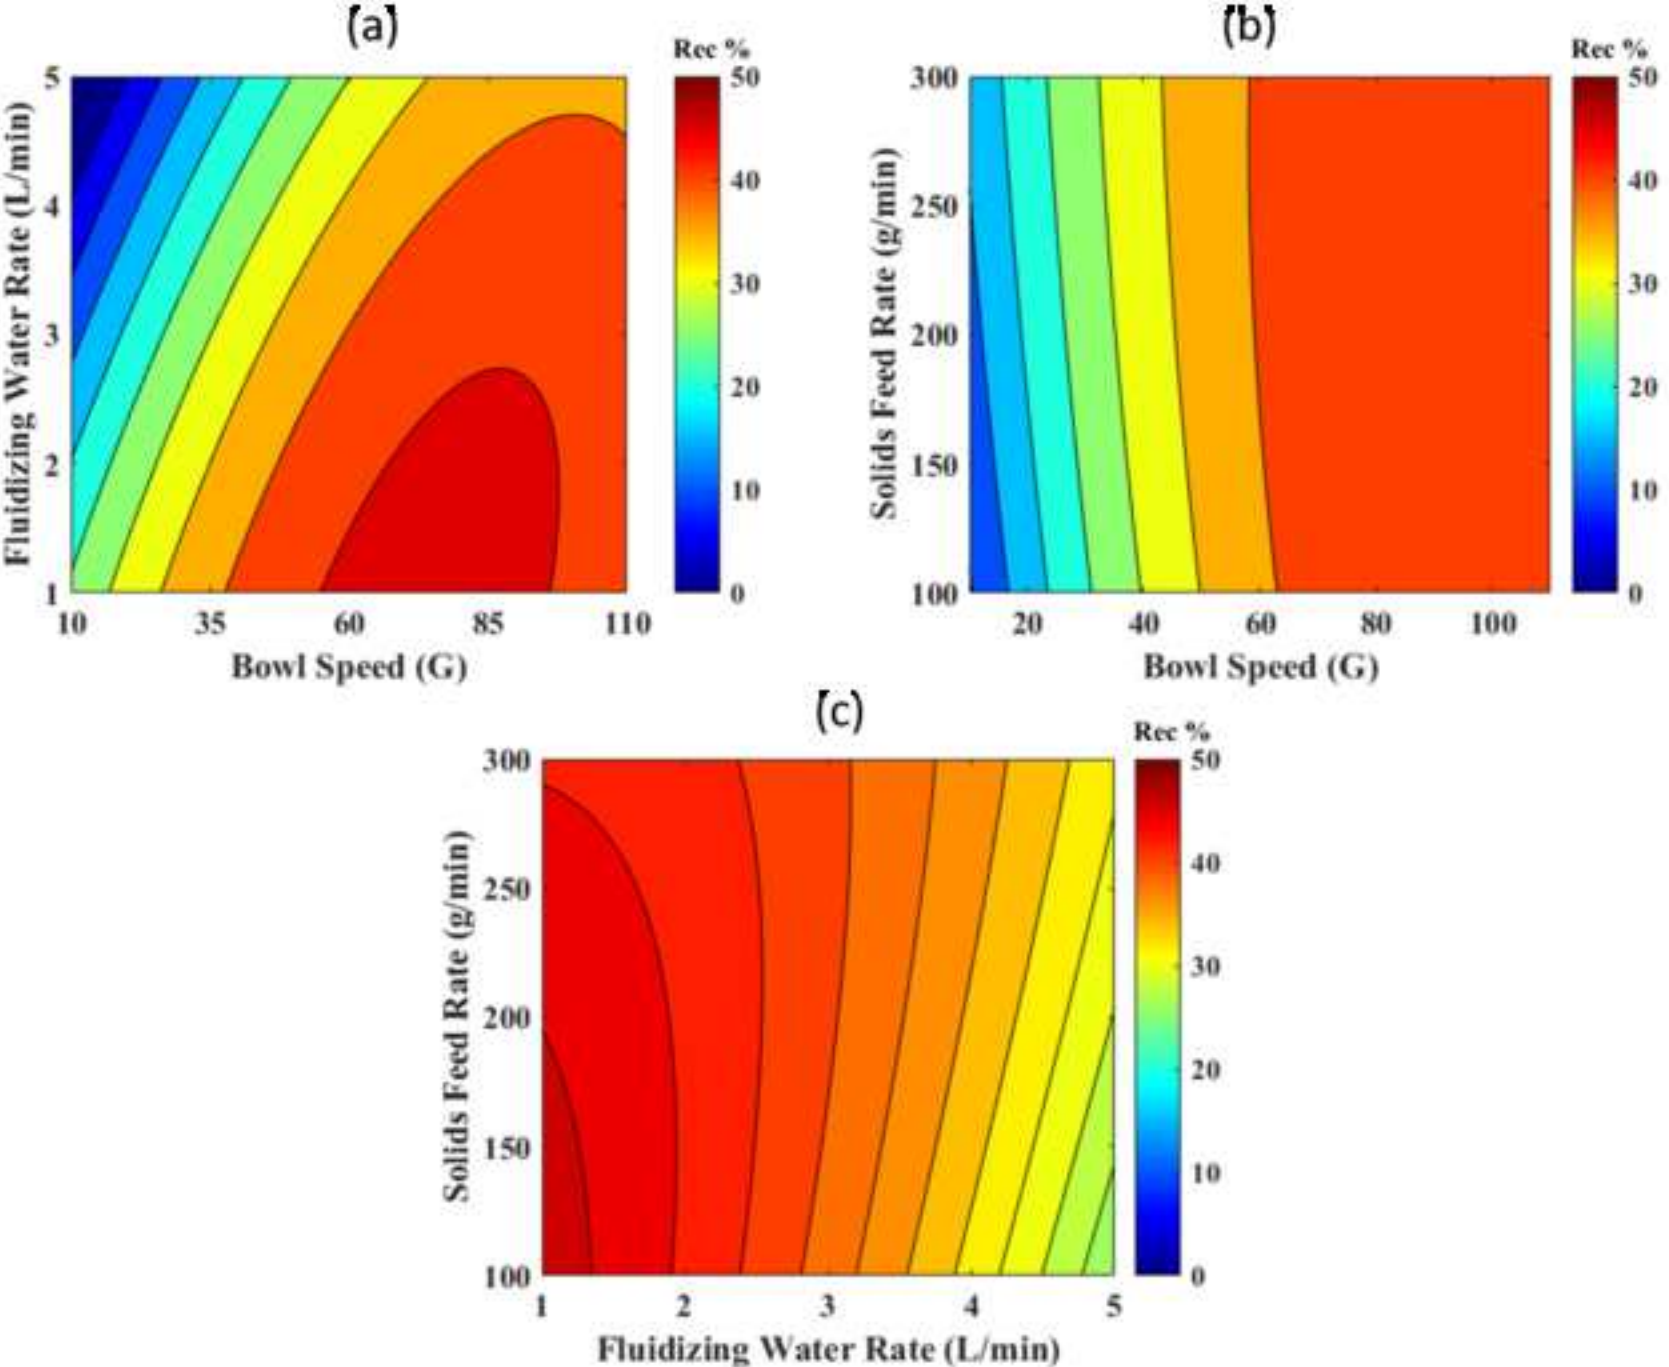 (a)
Rec %
Fluidizing Water Rate (L/min)
5
4
3
2
1
10 35 60 85 110
Bowl Speed (G)
50
40
30
20
10
0
(b)
Rec %
Solids Feed Rate (g/min)
300
250
200
150
100
20 40 60 80 100
Bowl Speed (G)
50
40
30
20
10
0
(c)
Rec %
Solids Feed Rate (g/min)
300
250
200
150
100
1 2 3 4 5
Fluidizing Water Rate (L/min)
50
40
30
20
10
0